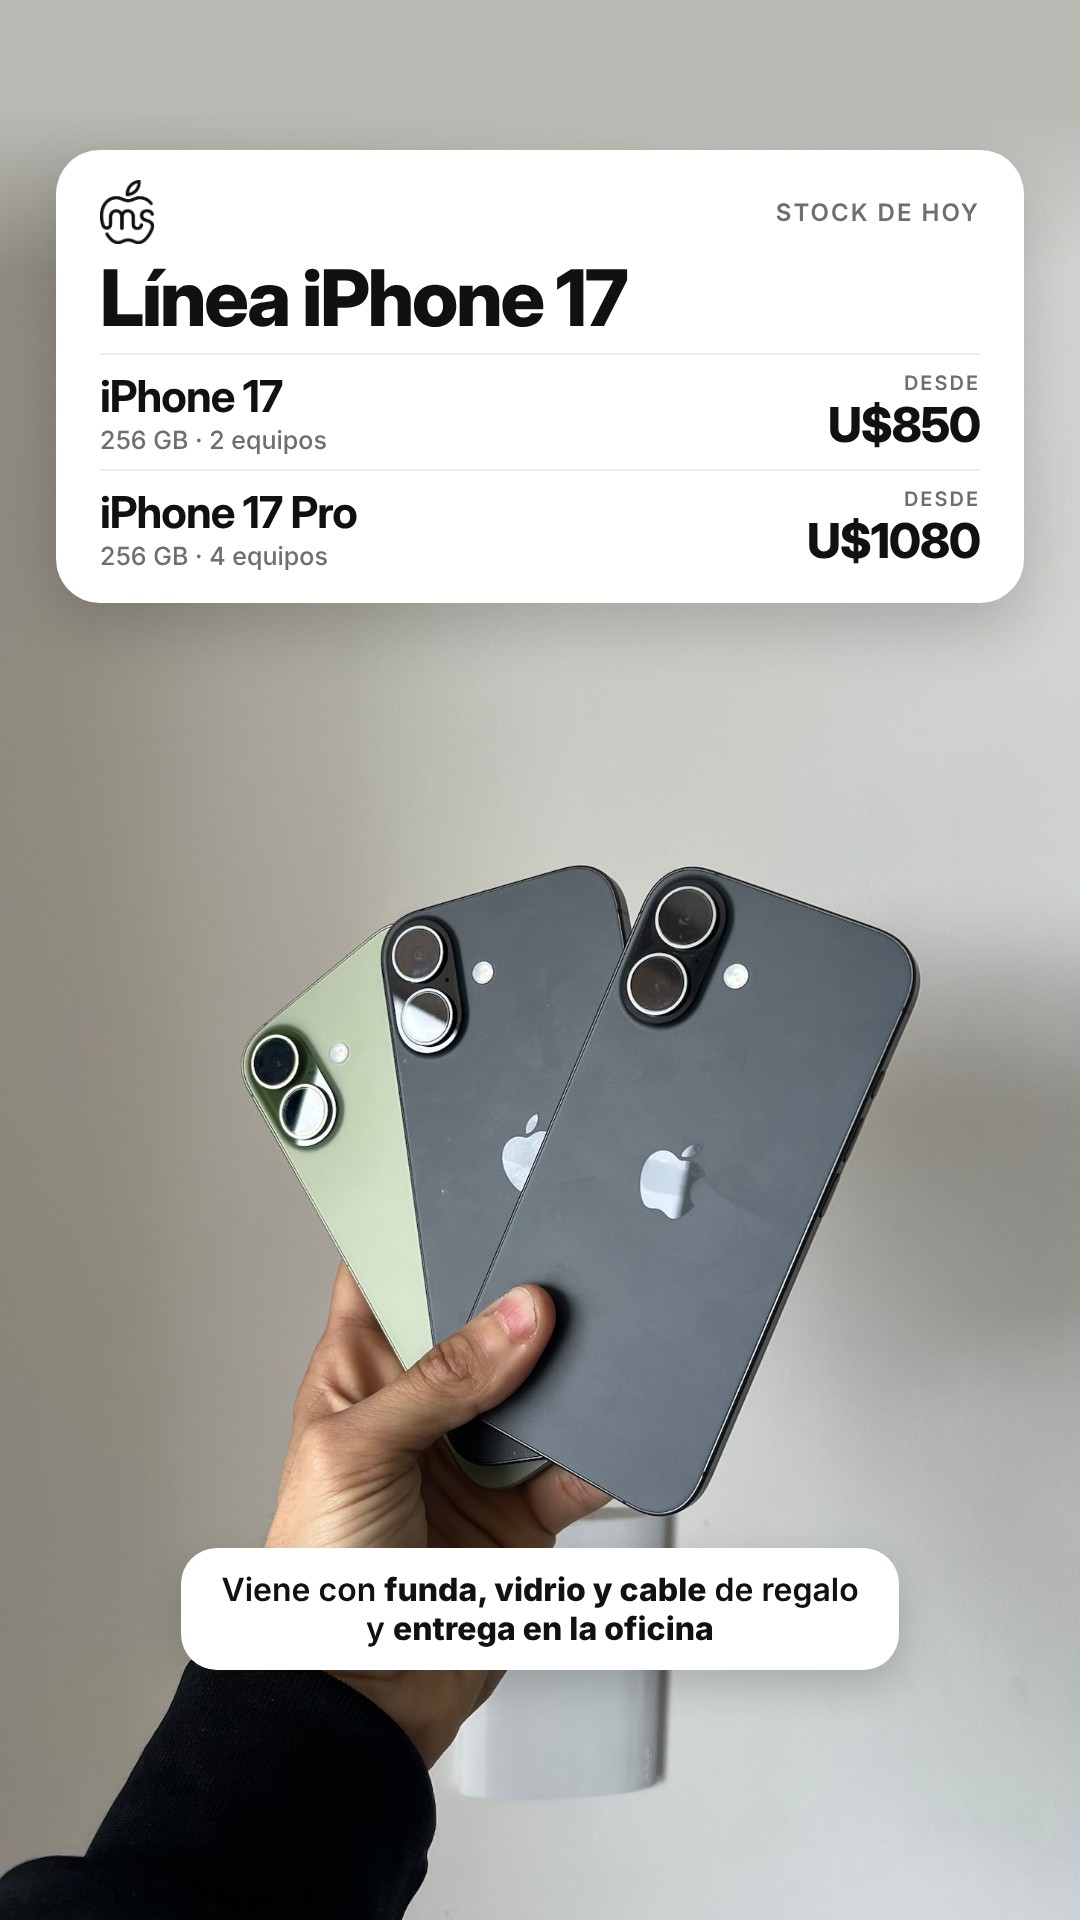 ms
STOCK DE HOY
Línea iPhone 17
iPhone 17
256 GB · 2 equipos
DESDE
U$850
iPhone 17 Pro
256 GB · 4 equipos
DESDE
U$1080
Viene con funda, vidrio y cable de regalo
y entrega en la oficina